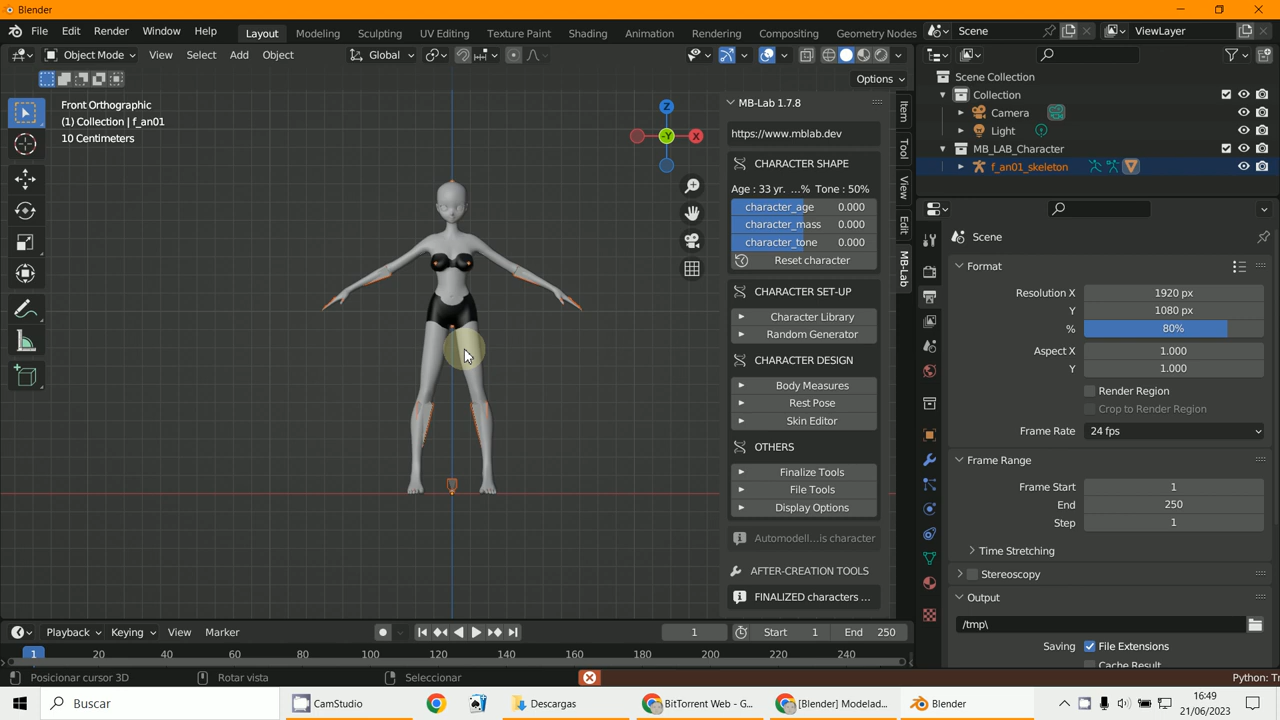 Blender
File Edit Render Window Help
Layout Modeling Sculpting UV Editing Texture Paint Shading Animation Rendering Compositing Geometry Nodes
Scene ViewLayer
Object Mode View Select Add Object Global
Options
Front Orthographic
(1) Collection | f_an01
10 Centimeters
Z
-Y
X
MB-Lab 1.7.8
https://www.mblab.dev
CHARACTER SHAPE
Age : 33 yr. ...% Tone : 50%
character_age 0.000
character_mass 0.000
character_tone 0.000
Reset character
CHARACTER SET-UP
Character Library
Random Generator
CHARACTER DESIGN
Body Measures
Rest Pose
Skin Editor
OTHERS
Finalize Tools
File Tools
Display Options
Automodell...is character
AFTER-CREATION TOOLS
FINALIZED characters ...
Item
Tool
View
Edit
MB-Lab
Scene Collection
Collection
Camera
Light
MB_LAB_Character
f_an01_skeleton
Scene
Format
Resolution X 1920 px
Y 1080 px
% 80%
Aspect X 1.000
Y 1.000
Render Region
Crop to Render Region
Frame Rate 24 fps
Frame Range
Frame Start 1
End 250
Step 1
Time Stretching
Stereoscopy
Output
/tmp\
Saving File Extensions
Cache Result
Playback Keying View Marker
1 Start 1 End 250
1 20 40 60 80 100 120 140 160 180 200 220 240
Posicionar cursor 3D Rotar vista Seleccionar Python: Tr
Buscar CamStudio Descargas BitTorrent Web - G... [Blender] Modelad... Blender
16:49
21/06/2023